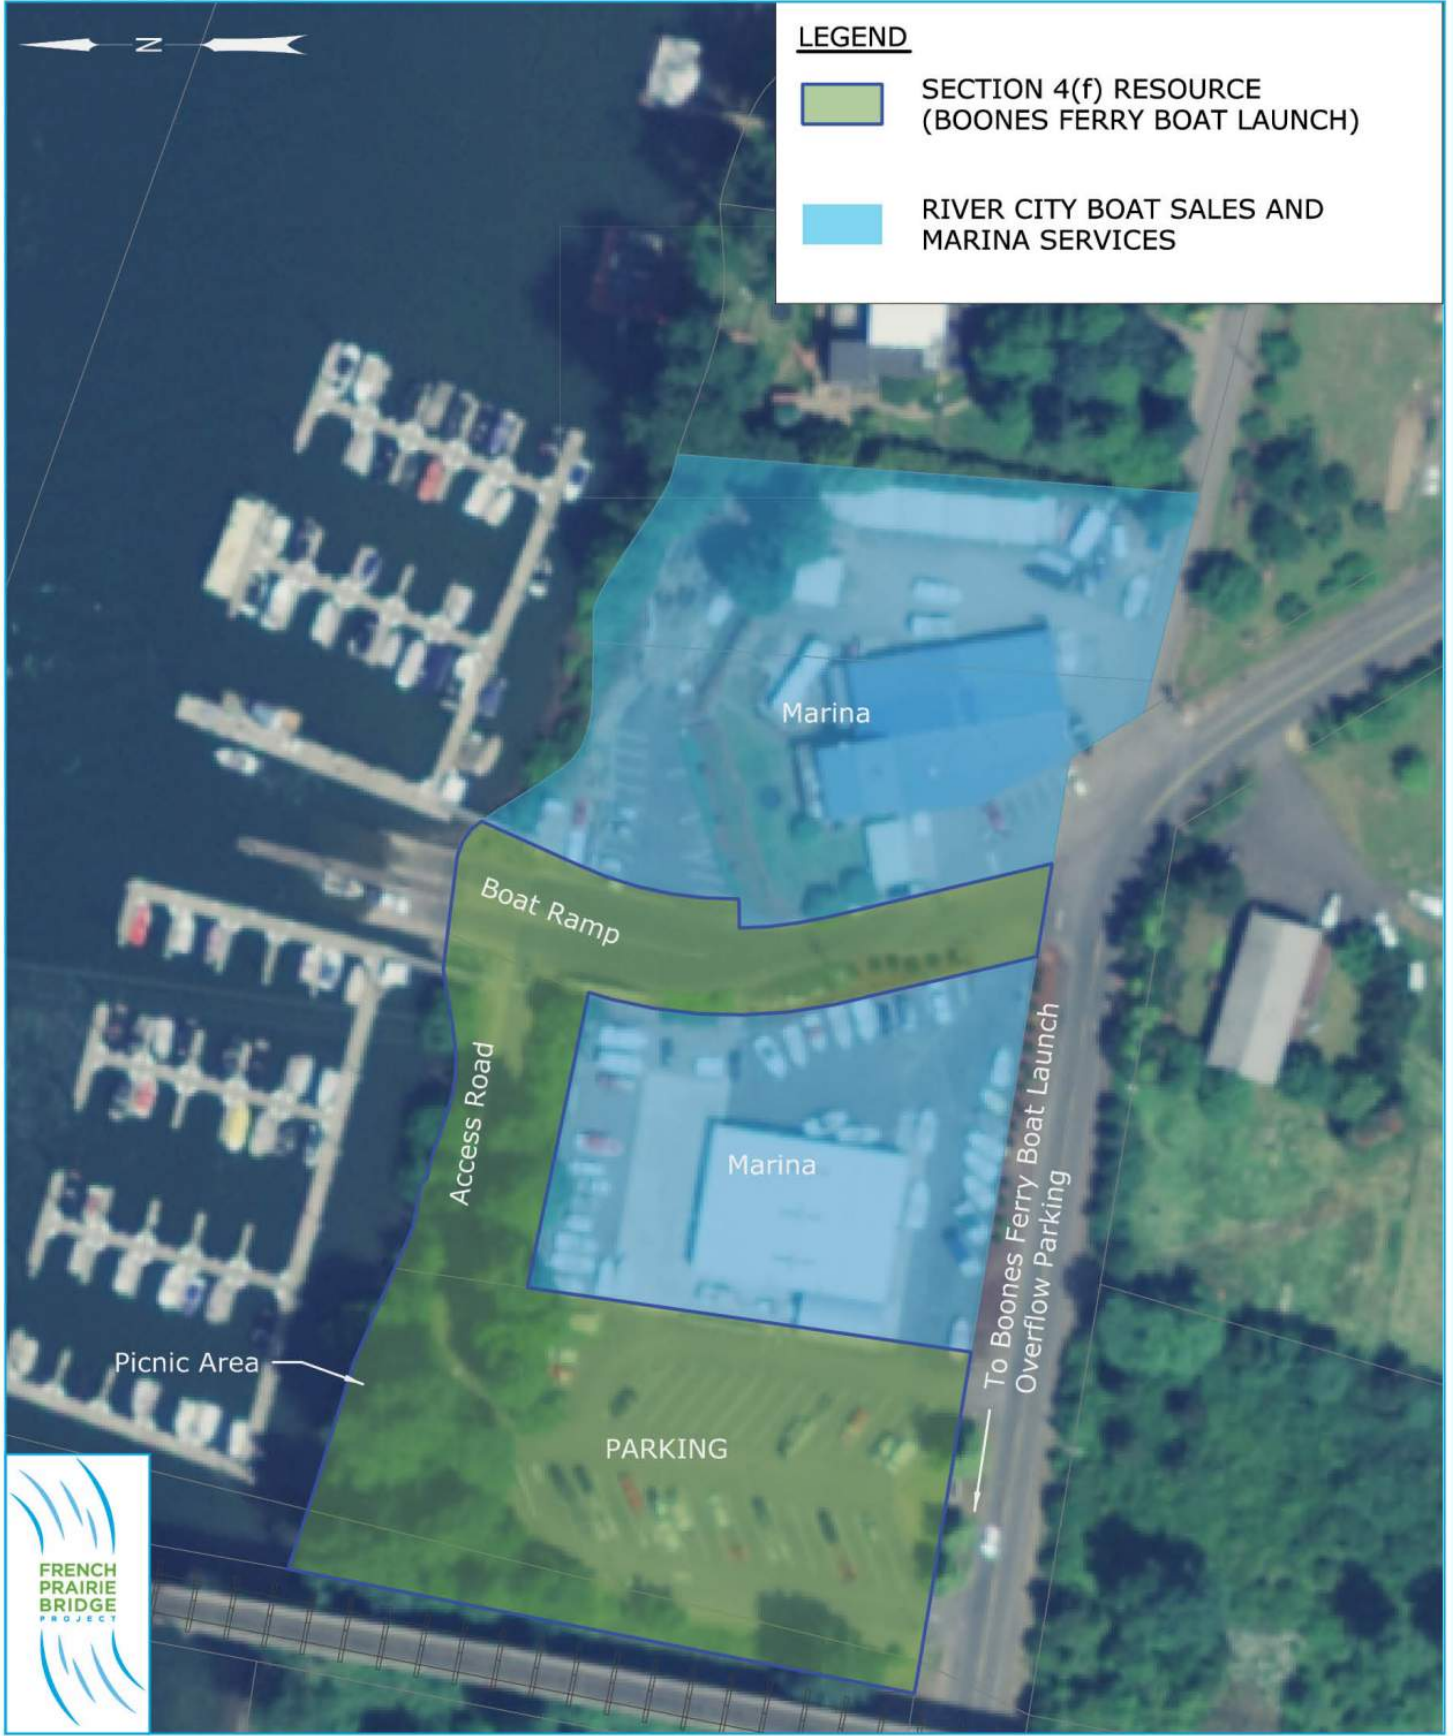 N
LEGEND
SECTION 4(f) RESOURCE
(BOONES FERRY BOAT LAUNCH)
RIVER CITY BOAT SALES AND
MARINA SERVICES
Marina
Boat Ramp
Access Road
Marina
To Boones Ferry Boat Launch
Overflow Parking
Picnic Area
PARKING
FRENCH
PRAIRIE
BRIDGE
PROJECT